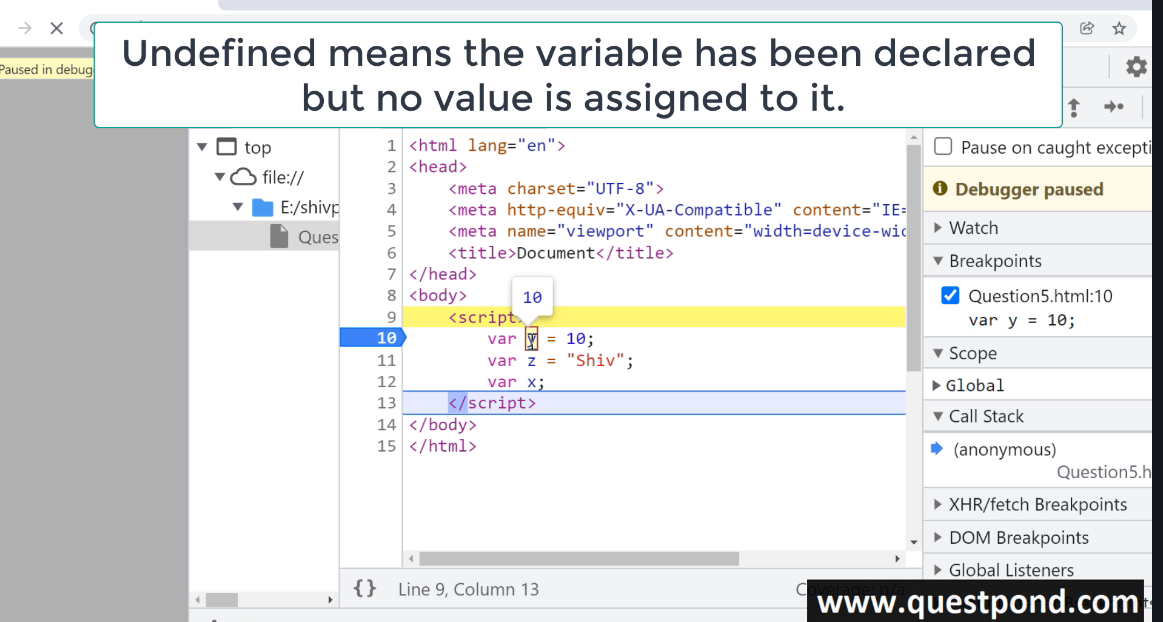 Undefined means the variable has been declared
but no value is assigned to it.
Paused in debug
top
file://
E:/shivp
Ques
1 <html lang="en">
2 <head>
3 <meta charset="UTF-8">
4 <meta http-equiv="X-UA-Compatible" content="IE=
5 <meta name="viewport" content="width=device-wid
6 <title>Document</title>
7 </head>
8 <body>
10
9 <script>
10 var y = 10;
11 var z = "Shiv";
12 var x;
13 </script>
14 </body>
15 </html>
{} Line 9, Column 13
Coverage: n/a
Pause on caught excepti
Debugger paused
Watch
Breakpoints
Question5.html:10
var y = 10;
Scope
Global
Call Stack
(anonymous)
Question5.h
XHR/fetch Breakpoints
DOM Breakpoints
Global Listeners
www.questpond.com